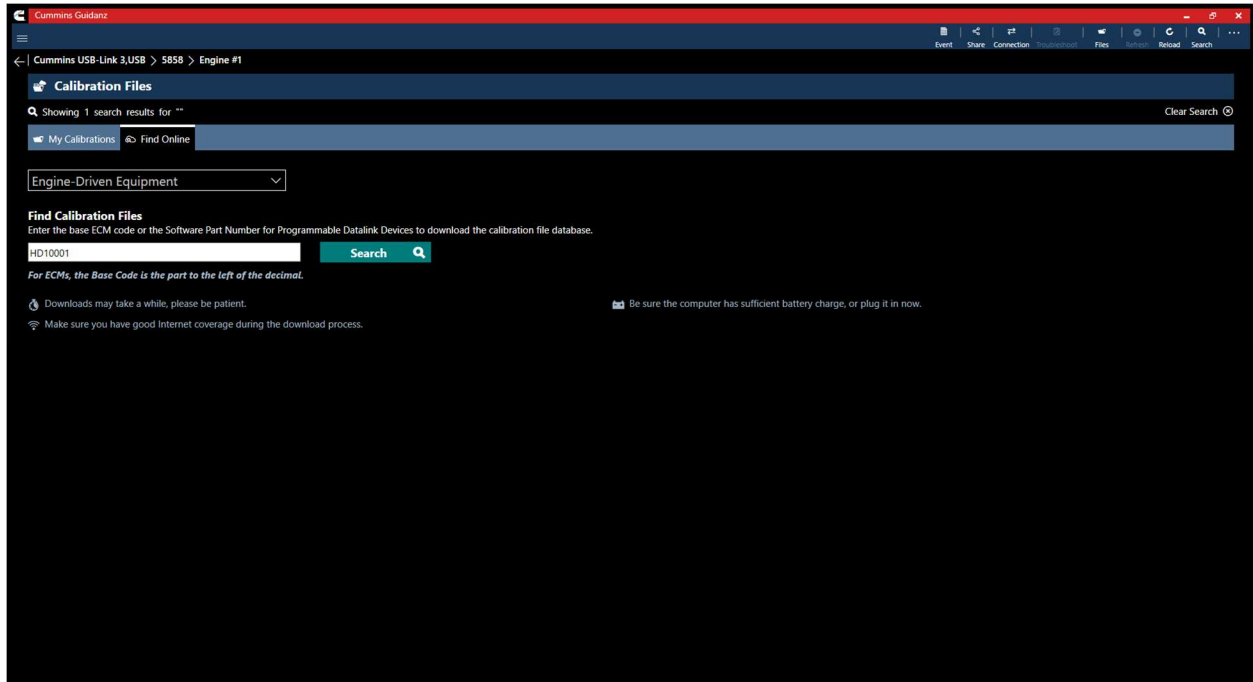 Cummins Guidanz
Event Share Connection Troubleshoot Files Refresh Reload Search
Cummins USB-Link 3,USB > 5858 > Engine #1
Calibration Files
Showing 1 search results for ""
Clear Search
My Calibrations Find Online
Engine-Driven Equipment
Find Calibration Files
Enter the base ECM code or the Software Part Number for Programmable Datalink Devices to download the calibration file database.
HD10001 Search
For ECMs, the Base Code is the part to the left of the decimal.
Downloads may take a while, please be patient.
Be sure the computer has sufficient battery charge, or plug it in now.
Make sure you have good Internet coverage during the download process.